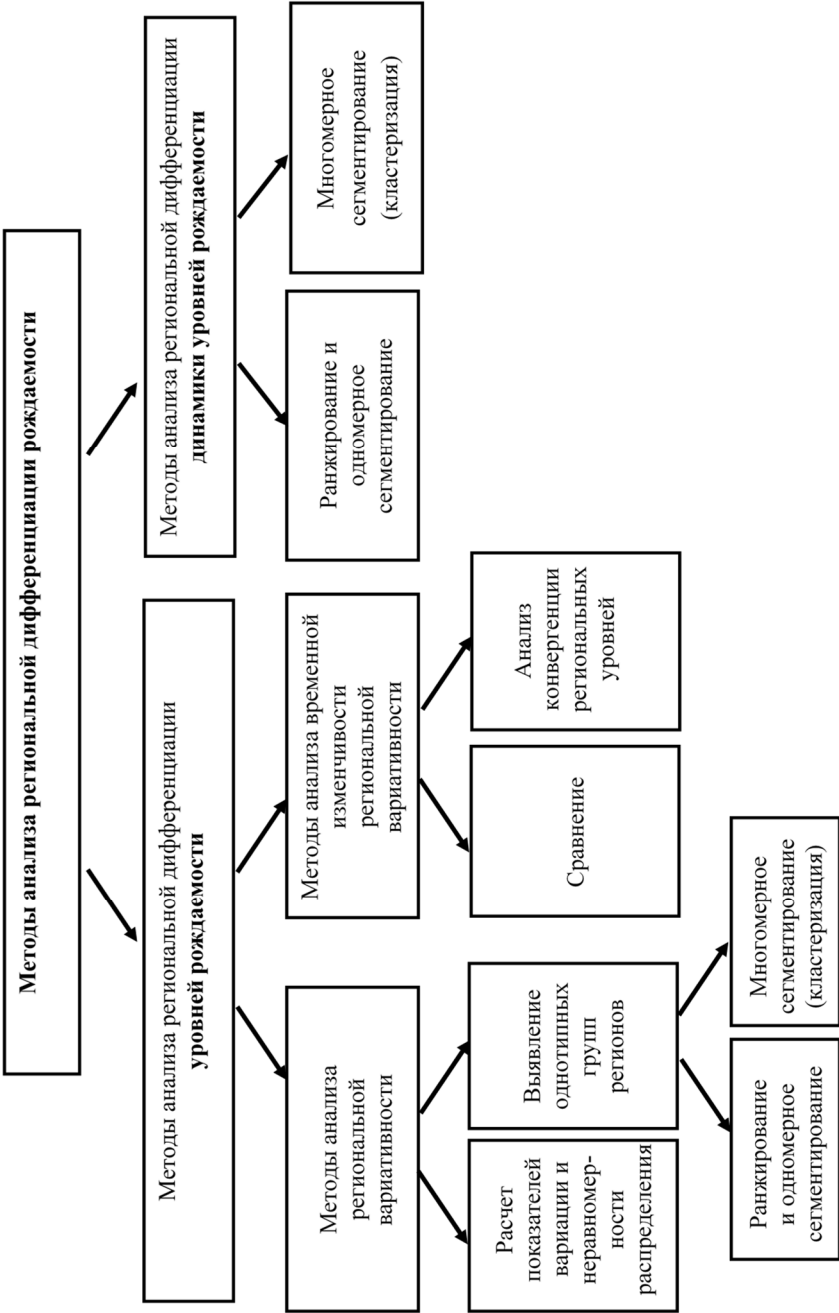 Методы анализа региональной дифференциации рождаемости
Методы анализа региональной дифференциации
уровней рождаемости
Методы анализа региональной дифференциации
динамики уровней рождаемости
Методы анализа
региональной
вариативности
Методы анализа временной
изменчивости
региональной
вариативности
Ранжирование и
одномерное
сегментирование
Многомерное
сегментирование
(кластеризация)
Расчет
показателей
вариации и
неравномер-
ности
распределения
Выявление
однотипных
групп
регионов
Сравнение
Анализ
конвергенции
региональных
уровней
Ранжирование
и одномерное
сегментирование
Многомерное
сегментирование
(кластеризация)